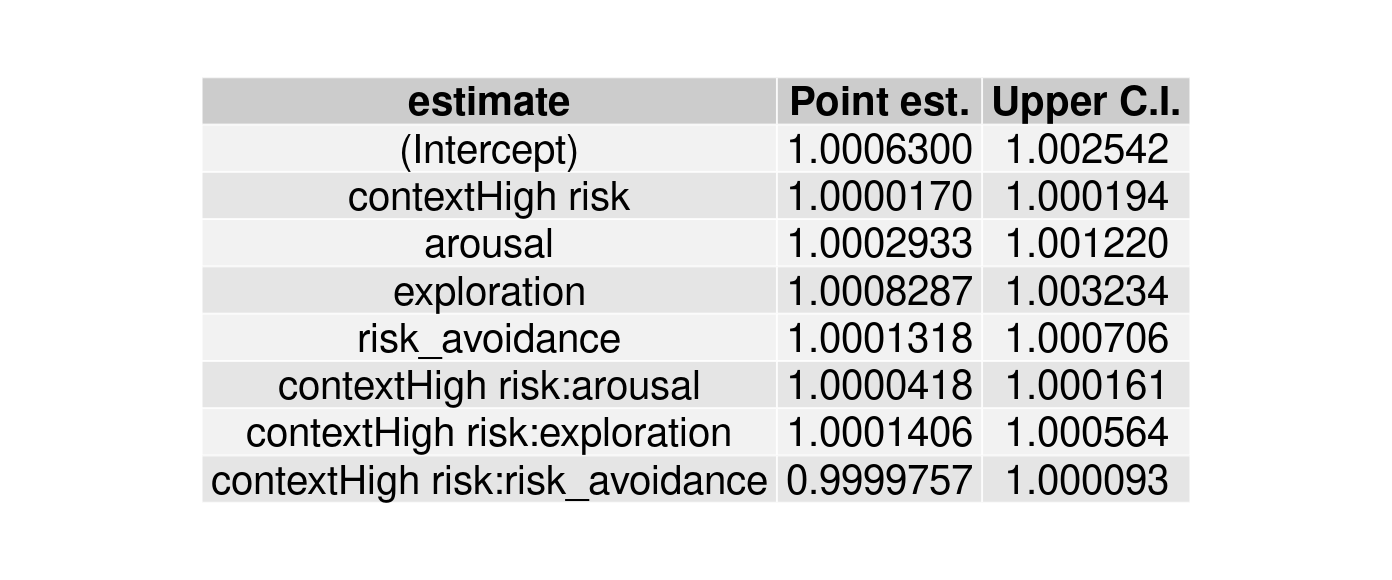 estimate Point est. Upper C.I.
(Intercept) 1.0006300 1.002542
contextHigh risk 1.0000170 1.000194
arousal 1.0002933 1.001220
exploration 1.0008287 1.003234
risk_avoidance 1.0001318 1.000706
contextHigh risk:arousal 1.0000418 1.000161
contextHigh risk:exploration 1.0001406 1.000564
contextHigh risk:risk_avoidance 0.9999757 1.000093